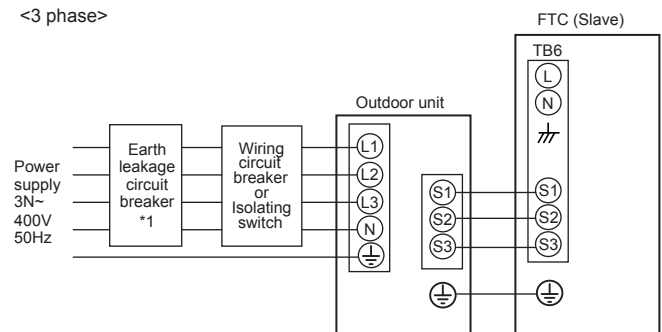 <3 phase>
FTC (Slave)
TB6
L
N
Outdoor unit
Power
supply
3N~
400V
50Hz
Earth
leakage
circuit
breaker
*1
Wiring
circuit
breaker
or
Isolating
switch
L1
L2
L3
N
S1
S2
S3
S1
S2
S3